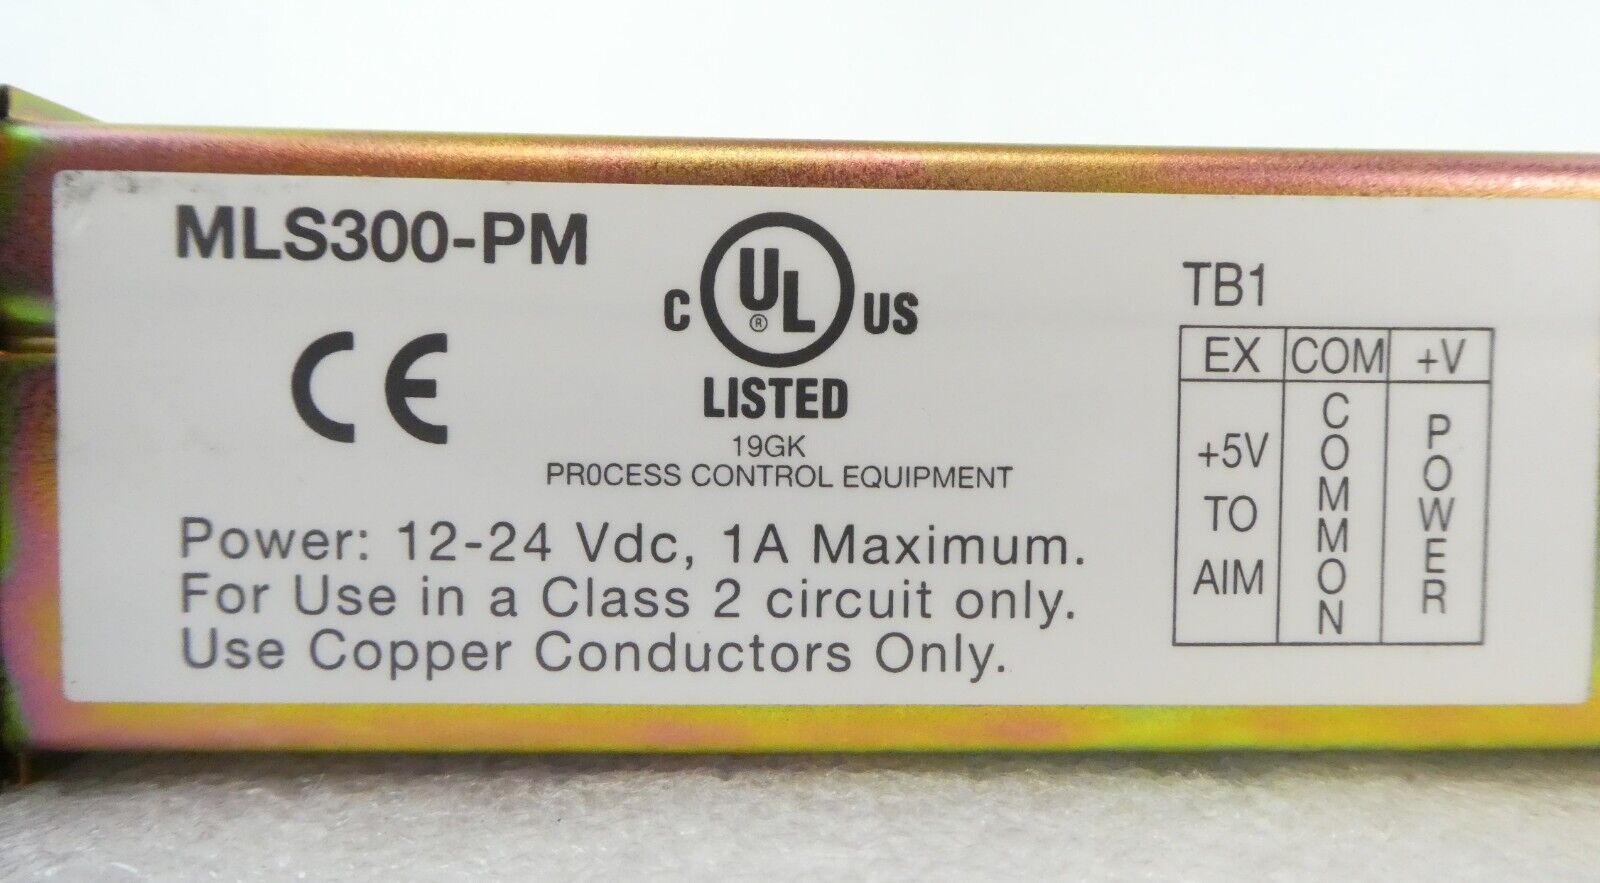 MLS300-PM
CE
C UL® US
LISTED
19GK
PROCESS CONTROL EQUIPMENT
Power: 12-24 Vdc, 1A Maximum.
For Use in a Class 2 circuit only.
Use Copper Conductors Only.
TB1
EX COM +V
+5V TO AIM
COMMON
POWER